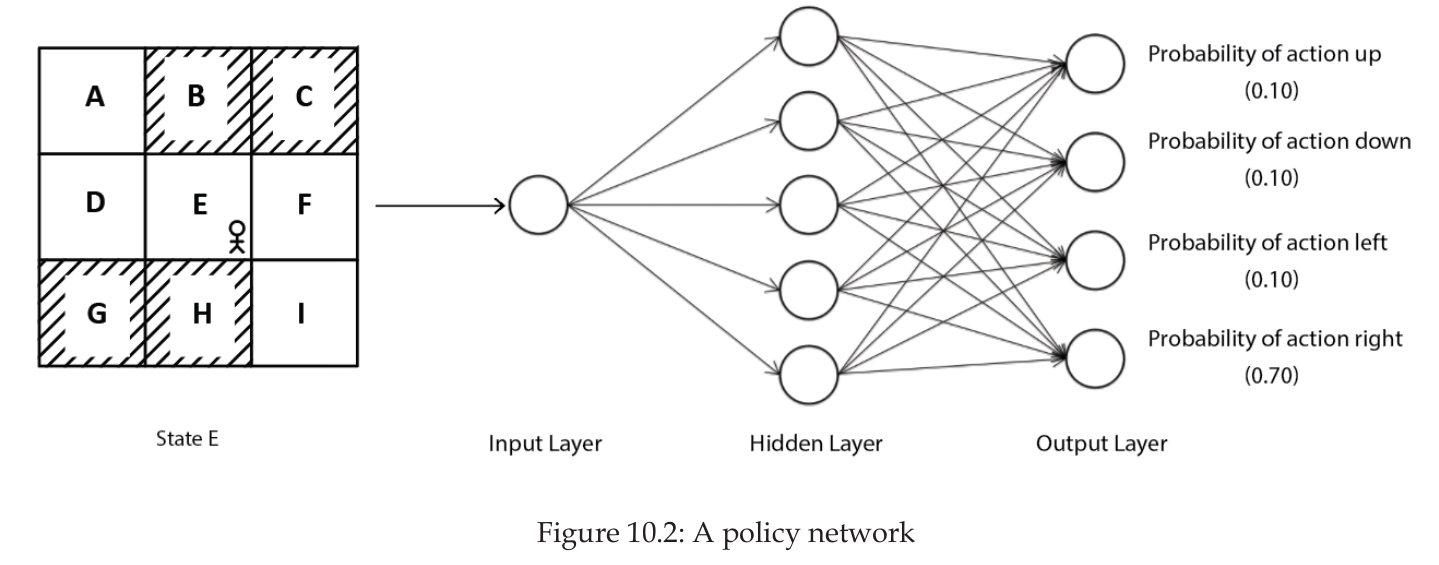 A B C
D E F
G H I
State E
Input Layer
Hidden Layer
Output Layer
Probability of action up
(0.10)
Probability of action down
(0.10)
Probability of action left
(0.10)
Probability of action right
(0.70)
Figure 10.2: A policy network